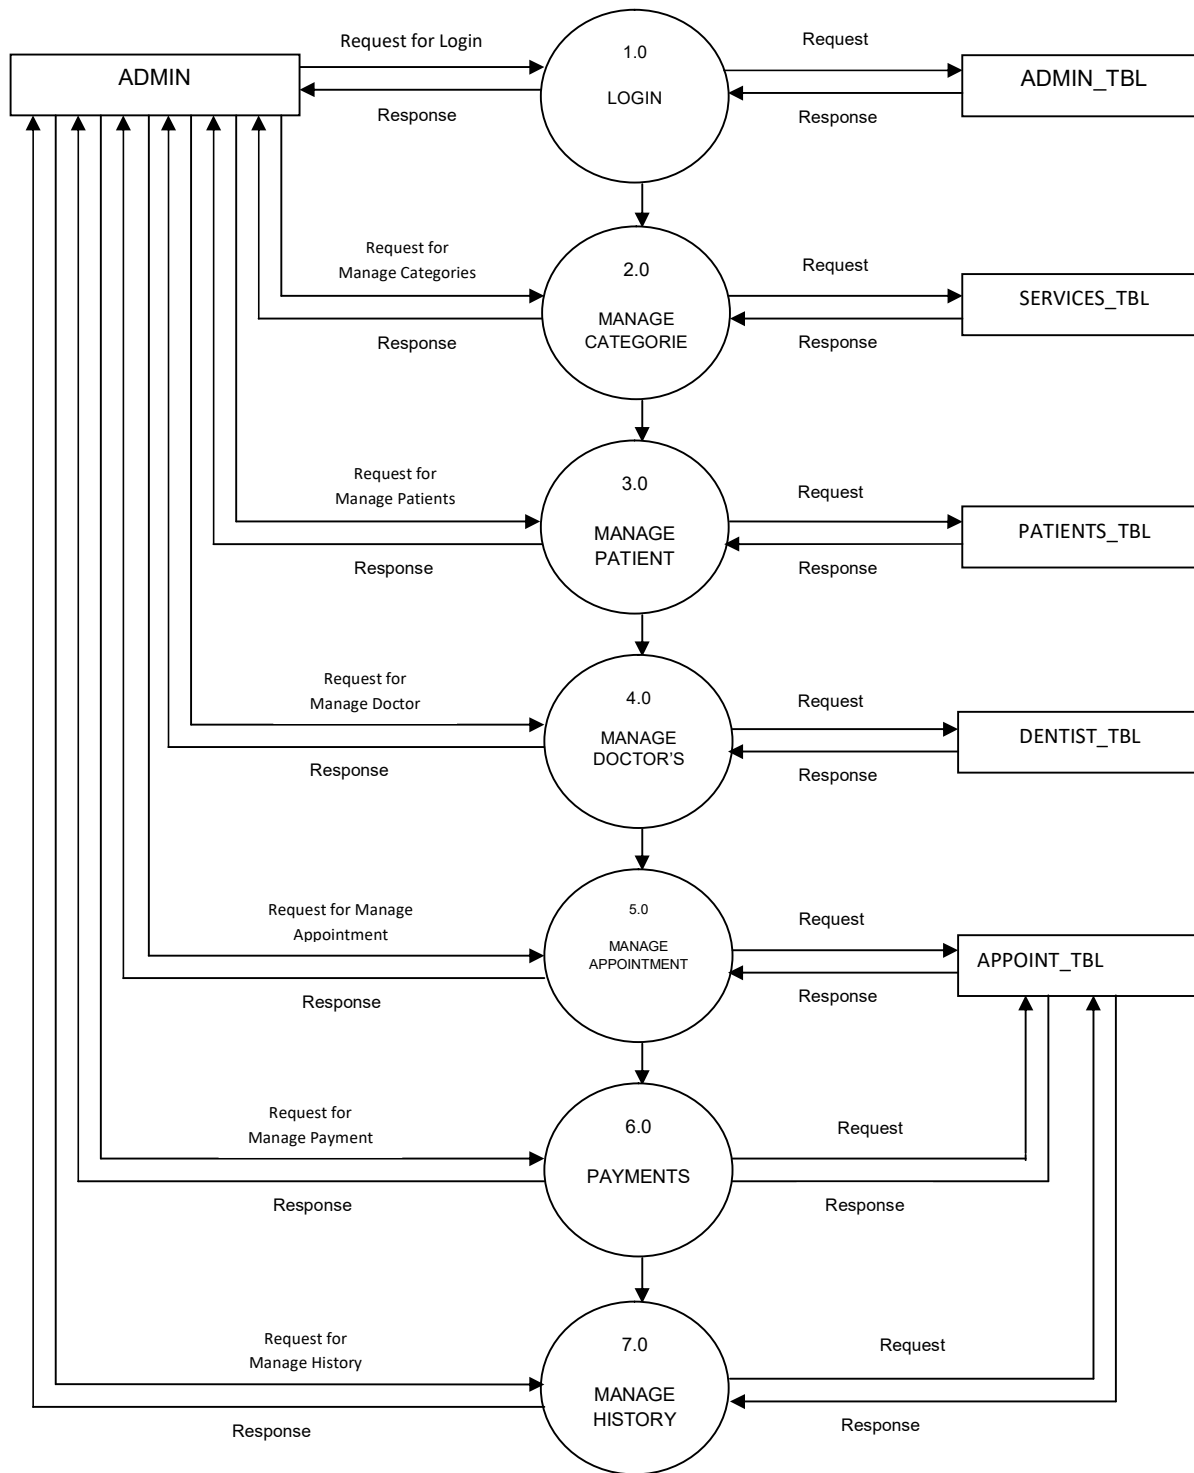 Request for Login
1.0
Request
ADMIN
LOGIN
ADMIN_TBL
Response
Response
Request for
Manage Categories
2.0
Request
MANAGE
CATEGORIE
SERVICES_TBL
Response
Response
Request for
Manage Patients
3.0
Request
MANAGE
PATIENT
PATIENTS_TBL
Response
Response
Request for
Manage Doctor
4.0
Request
MANAGE
DOCTOR'S
DENTIST_TBL
Response
Response
Request for Manage
Appointment
5.0
Request
MANAGE
APPOINTMENT
APPOINT_TBL
Response
Response
Request for
Manage Payment
6.0
Request
PAYMENTS
Response
Response
Request for
Manage History
7.0
Request
MANAGE
HISTORY
Response
Response